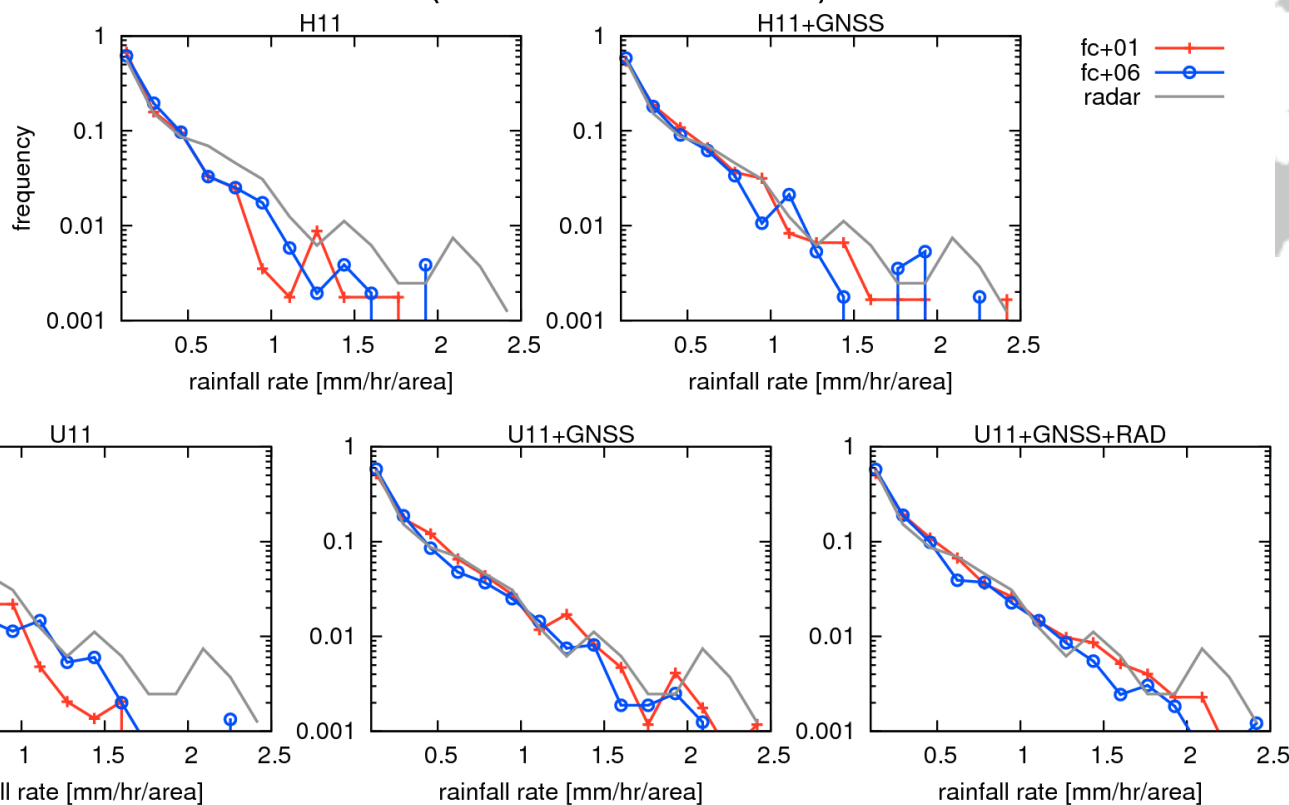 H11 H11+GNSS
fc+01
fc+06
radar
1 1
0.1 0.1
0.01 0.01
0.001 0.001
frequency
0.5 1 1.5 2 2.5 0.5 1 1.5 2 2.5
rainfall rate [mm/hr/area] rainfall rate [mm/hr/area]
U11 U11+GNSS U11+GNSS+RAD
1 1
0.1 0.1
0.01 0.01
0.001 0.001
1 1.5 2 2.5 0.5 1 1.5 2 2.5 0.5 1 1.5 2 2.5
ll rate [mm/hr/area] rainfall rate [mm/hr/area] rainfall rate [mm/hr/area]